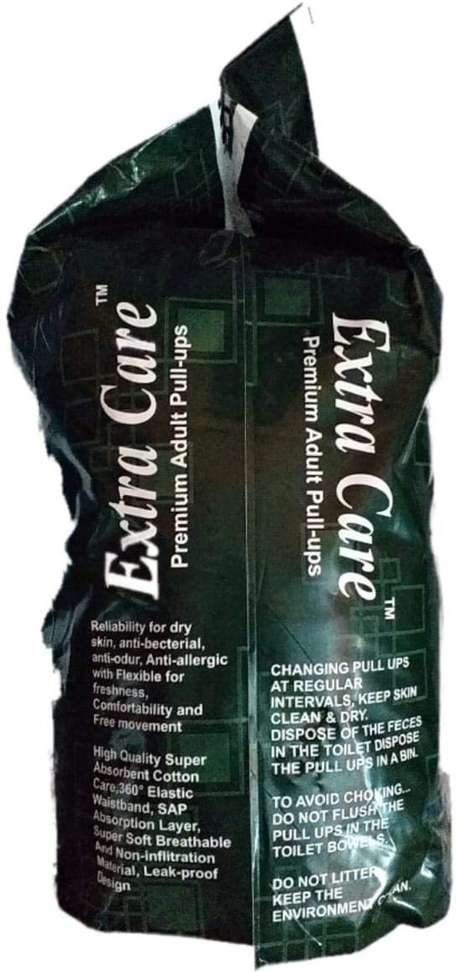 Extra Care™
Premium Adult Pull-ups
Reliability for dry
skin, anti-becterial,
anti-odur, Anti-allergic
with Flexible for
freshness,
Comfortability and
Free movement
High Quality Super
Absorbent Cotton
Care,360° Elastic
Waistband, SAP
Absorption Layer,
Super Soft Breathable
And Non-inflitration
Material, Leak-proof
Design
Extra Care™
Premium Adult Pull-ups
CHANGING PULL UPS
AT REGULAR
INTERVALS, KEEP SKIN
CLEAN & DRY.
DISPOSE OF THE FECES
IN THE TOILET DISPOSE
THE PULL UPS IN A BIN.
TO AVOID CHOKING...
DO NOT FLUSH THE
PULL UPS IN THE
TOILET BOWELS.
DO NOT LITTER
KEEP THE
ENVIRONMENT